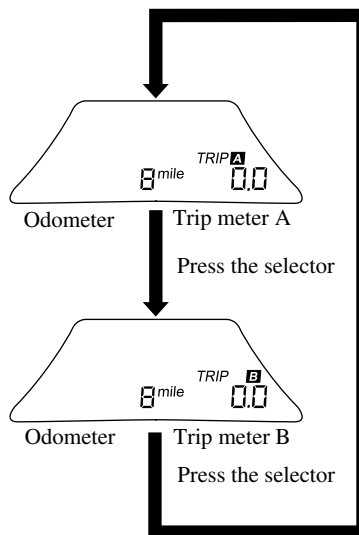 TRIP A
8 mile 0.0
Odometer Trip meter A
Press the selector
TRIP B
8 mile 0.0
Odometer Trip meter B
Press the selector